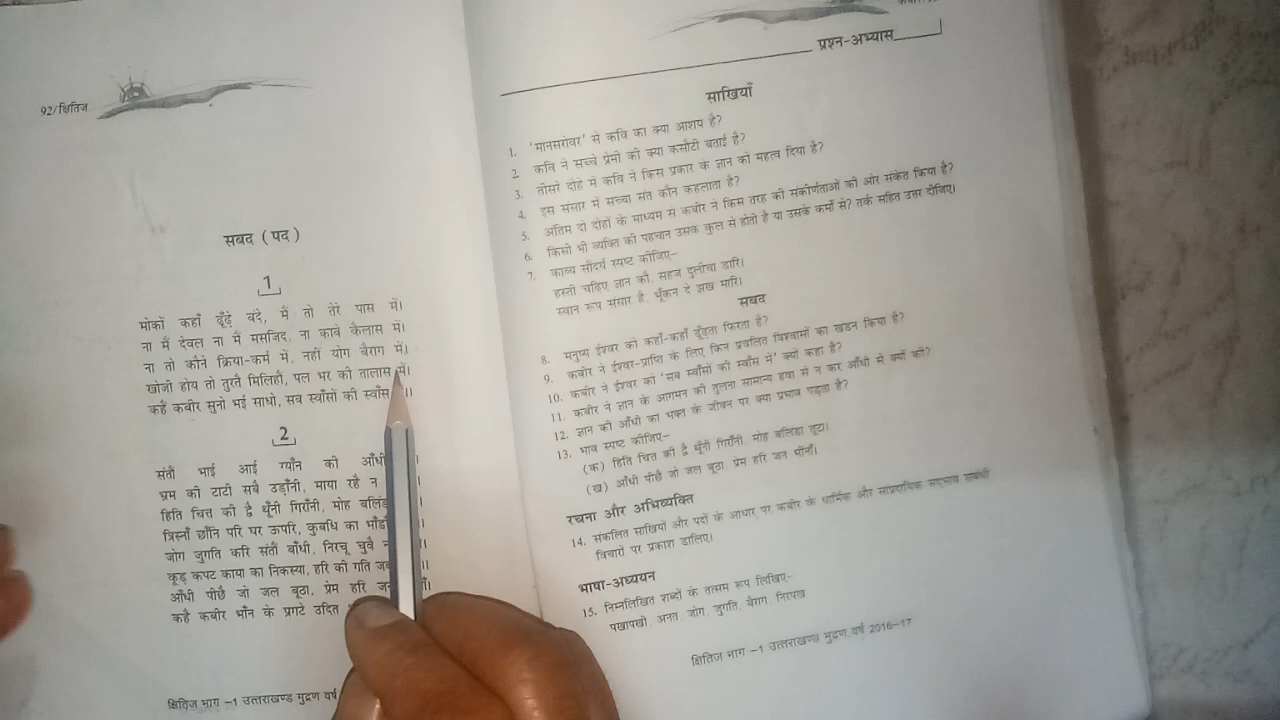 92/क्षितिज
सबद (पद)
1
मोकों कहाँ ढूँढ़े बंदे, मैं तो तेरे पास में।
ना मैं देवल ना मैं मसजिद, ना काबे कैलास में।
ना तो कौने क्रिया-कर्म में, नहीं योग बैराग में।
खोजी होय तो तुरतै मिलिहौं, पल भर की तालास में।
कहैं कबीर सुनो भई साधो, सब स्वाँसों की स्वाँस
2
संतौं भाई आई ग्याँन की आँधी
भ्रम की टाटी सबै उड़ाँनी, माया रहै न
हिति चित्त की द्वै थूँनी गिराँनी, मोह बलिंडा
त्रिस्नाँ छाँनि परि घर ऊपरि, कुबधि का भाँडाँ
जोग जुगति करि संतौं बाँधी, निरचू चुवै न
कूड़ कपट काया का निकस्या, हरि की गति जब
आँधी पीछै जो जल बूठा, प्रेम हरि जन
कहै कबीर भाँन के प्रगटे उदित
क्षितिज भाग -1 उत्तराखण्ड मुद्रण वर्ष
प्रश्न-अभ्यास
साखियाँ
1. 'मानसरोवर' से कवि का क्या आशय है?
2. कवि ने सच्चे प्रेमी की क्या कसौटी बताई है?
3. तीसरे दोहे में कवि ने किस प्रकार के ज्ञान को महत्व दिया है?
4. इस संसार में सच्चा संत कौन कहलाता है?
5. अंतिम दो दोहों के माध्यम से कबीर ने किस तरह की संकीर्णताओं की ओर संकेत किया है?
6. किसी भी व्यक्ति की पहचान उसके कुल से होती है या उसके कर्मों से? तर्क सहित उत्तर दीजिए।
7. काव्य सौंदर्य स्पष्ट कीजिए–
हस्ती चढ़िए ज्ञान कौ, सहज दुलीचा डारि।
स्वान रूप संसार है, भूँकन दे झख मारि।
सबद
8. मनुष्य ईश्वर को कहाँ-कहाँ ढूँढ़ता फिरता है?
9. कबीर ने ईश्वर-प्राप्ति के लिए किन प्रचलित विश्वासों का खंडन किया है?
10. कबीर ने ईश्वर को 'सब स्वाँसों की स्वाँस में' क्यों कहा है?
11. कबीर ने ज्ञान के आगमन की तुलना सामान्य हवा से न कर आँधी से क्यों की?
12. ज्ञान की आँधी का भक्त के जीवन पर क्या प्रभाव पड़ता है?
13. भाव स्पष्ट कीजिए–
(क) हिति चित्त की द्वै थूँनी गिराँनी, मोह बलिंडा तूटा।
(ख) आँधी पीछै जो जल बूठा, प्रेम हरि जन भींनाँ।
रचना और अभिव्यक्ति
14. संकलित साखियों और पदों के आधार पर कबीर के धार्मिक और सांप्रदायिक सद्भाव संबंधी
विचारों पर प्रकाश डालिए।
भाषा-अध्ययन
15. निम्नलिखित शब्दों के तत्सम रूप लिखिए–
पखापखी, अनत, जोग, जुगति, बैराग, निरपख
क्षितिज भाग -1 उत्तराखण्ड मुद्रण वर्ष 2016-17